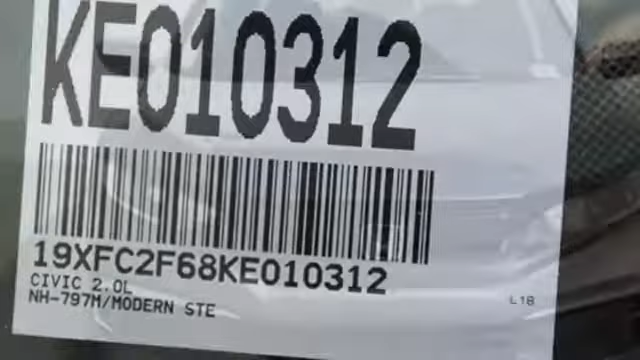 KE010312
19XFC2F68KE010312
CIVIC 2.0L
NH-797M/MODERN STE
L18